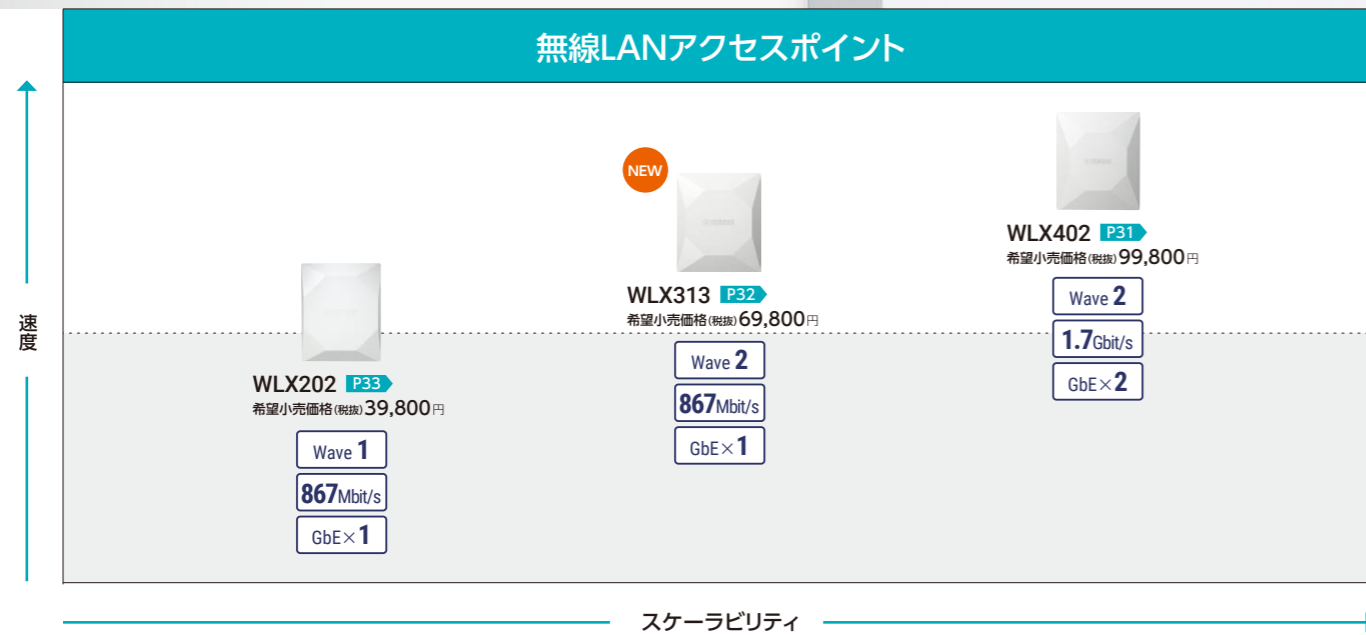 無線LANアクセスポイント
速度
NEW
WLX402 P31
希望小売価格(税抜)99,800円
Wave 2
1.7Gbit/s
GbE×2
WLX313 P32
希望小売価格(税抜)69,800円
Wave 2
867Mbit/s
GbE×1
WLX202 P33
希望小売価格(税抜)39,800円
Wave 1
867Mbit/s
GbE×1
スケーラビリティ